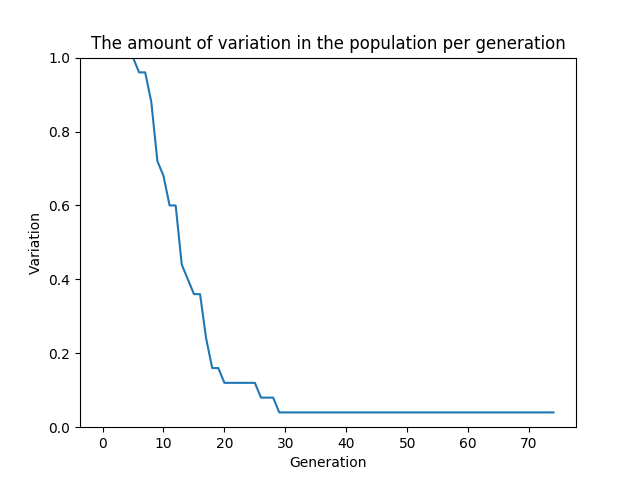 The amount of variation in the population per generation
1.0
0.8
0.6
0.4
0.2
0.0
Variation
0 10 20 30 40 50 60 70
Generation